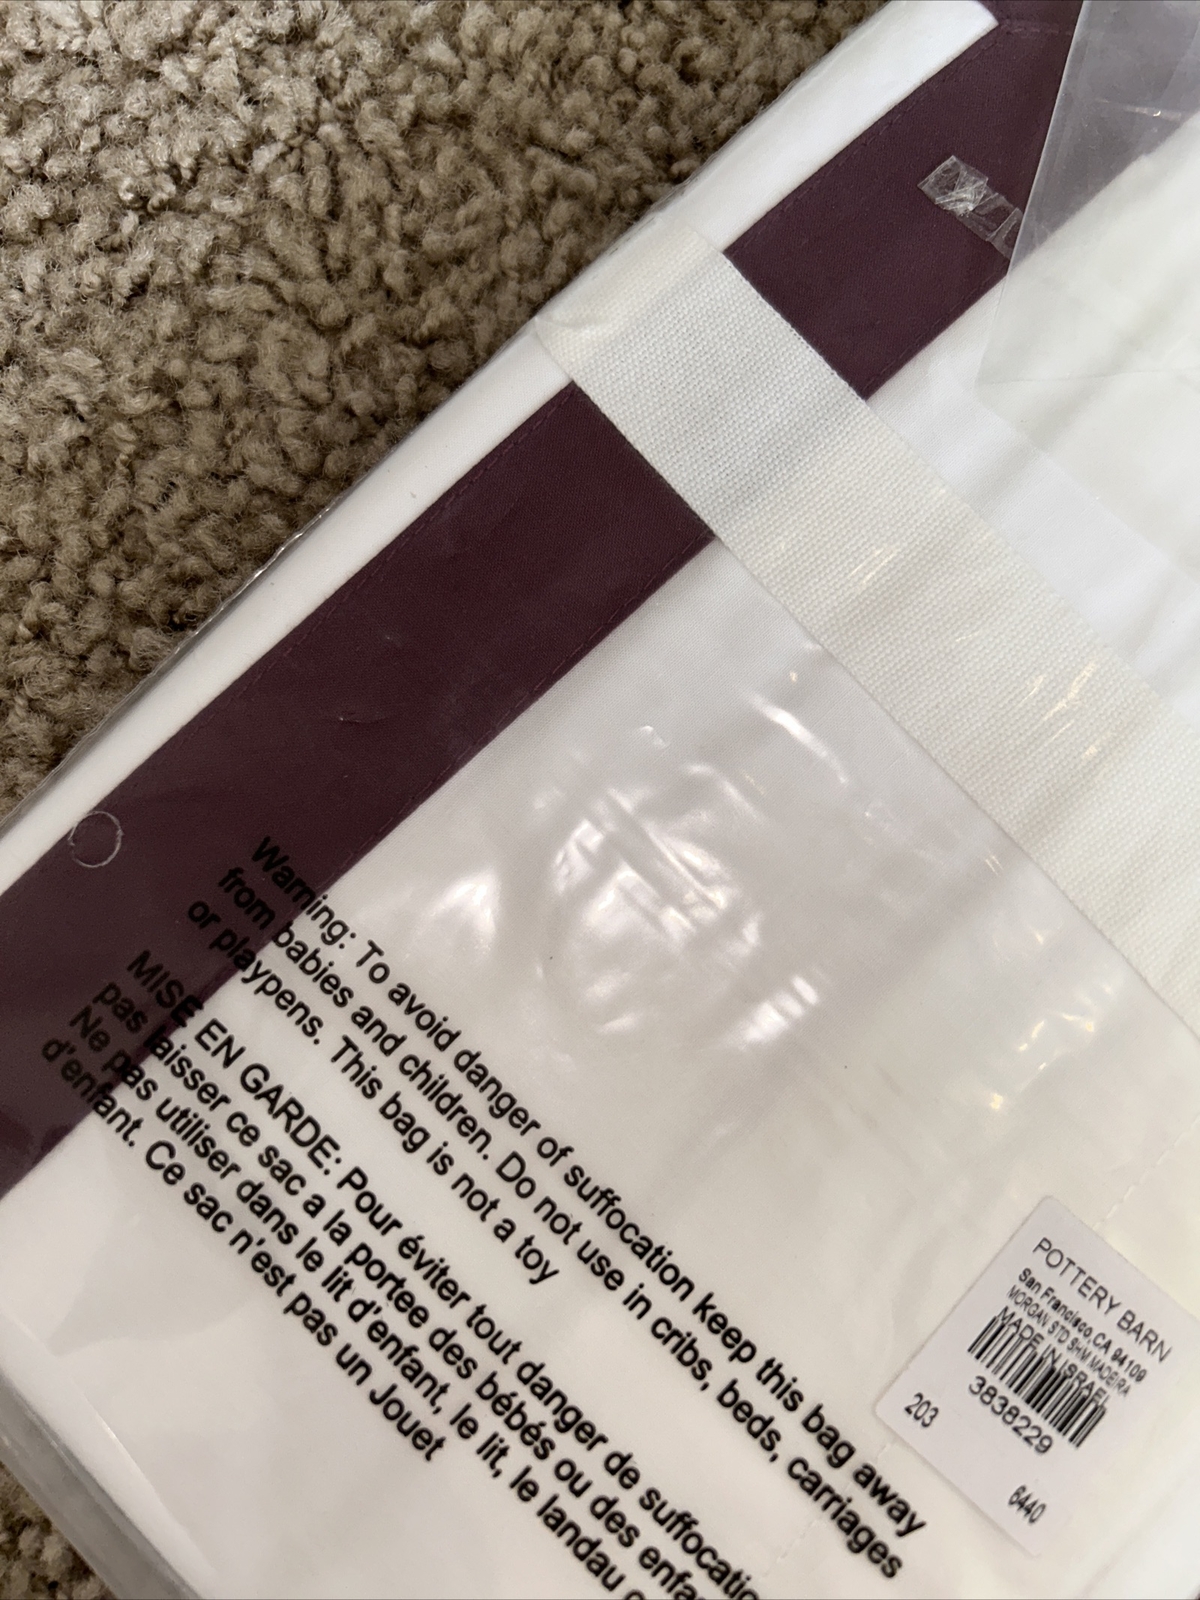 Warning: To avoid danger of suffocation keep this bag away
from babies and children. Do not use in cribs, beds, carriages
or playpens. This bag is not a toy
MISE EN GARDE: Pour éviter tout danger de suffocatio
pas laisser ce sac a la portee des bébés ou des enfa
Ne pas utiliser dans le lit d'enfant, le lit, le landau
d'enfant. Ce sac n'est pas un Jouet
POTTERY BARN
San Francisco, CA 94109
MORGAN STD SHM MADEIRA
MADE IN ISRAEL
3838229
203
6440